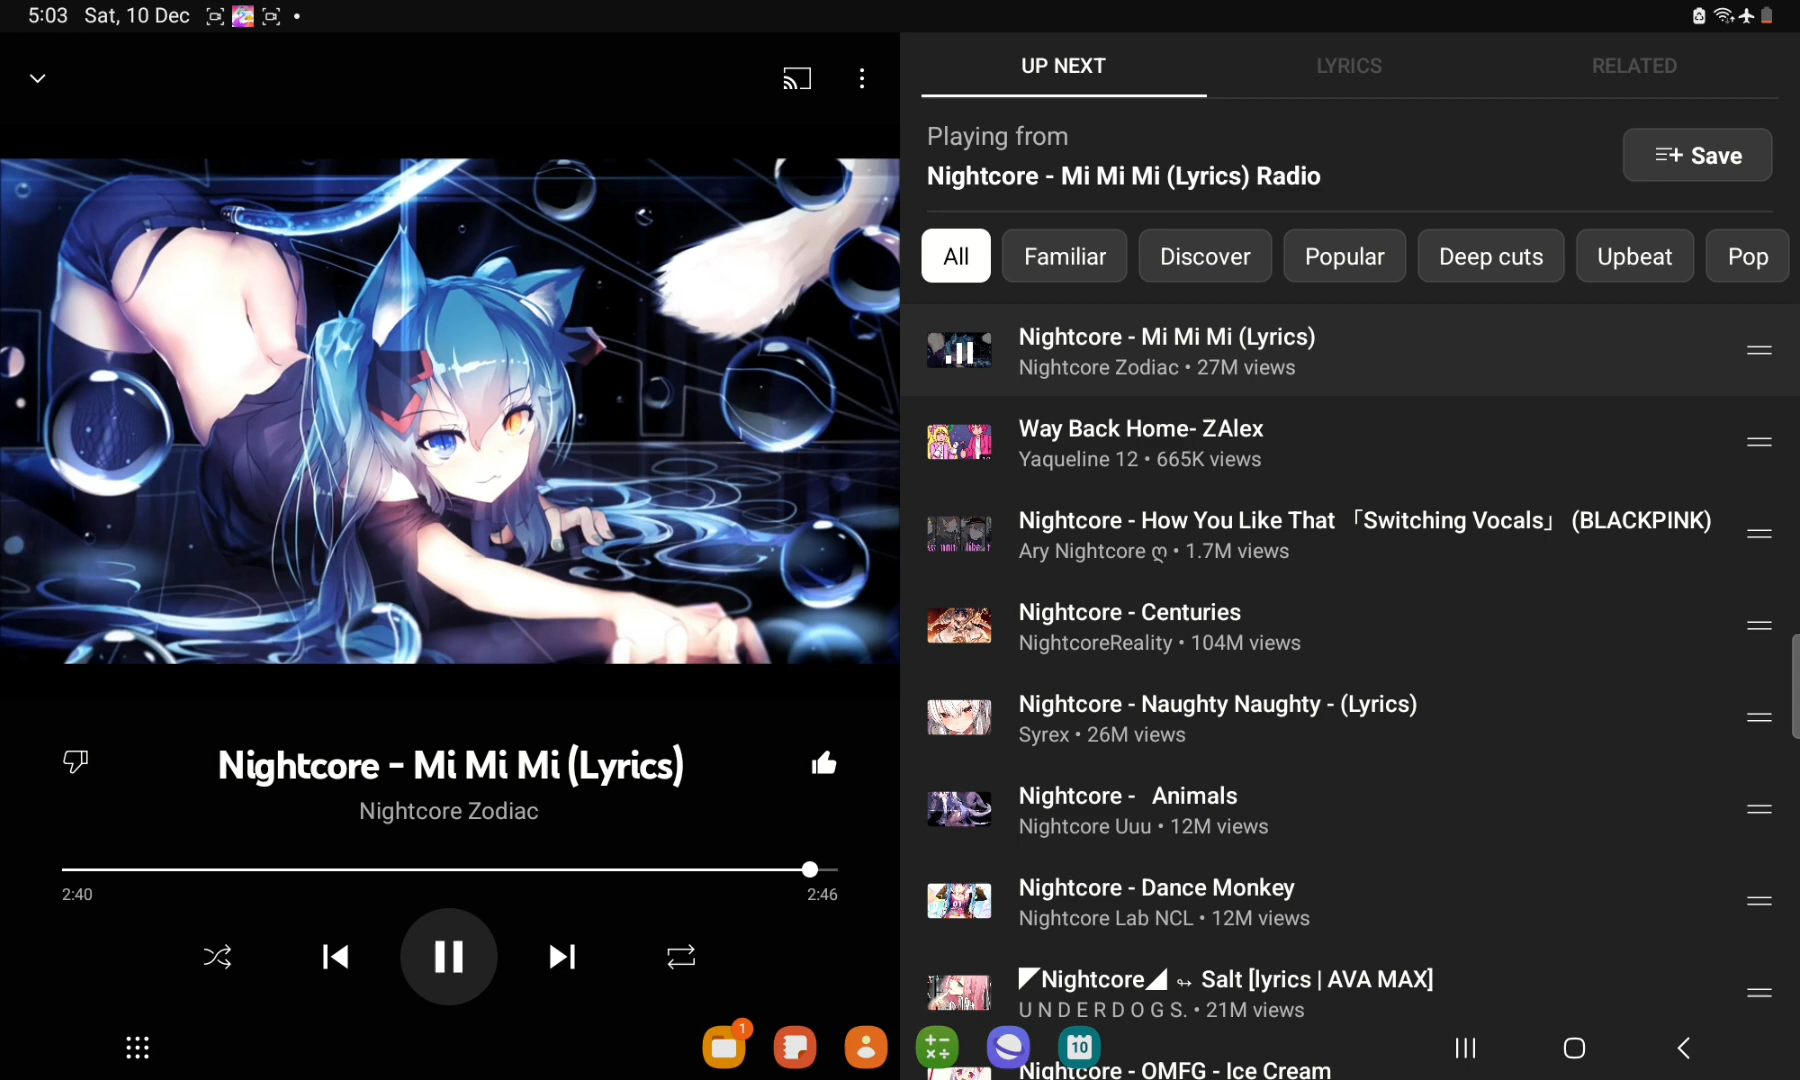 5:03 Sat, 10 Dec
UP NEXT
LYRICS
RELATED
Playing from
Nightcore - Mi Mi Mi (Lyrics) Radio
Save
All
Familiar
Discover
Popular
Deep cuts
Upbeat
Pop
Nightcore - Mi Mi Mi (Lyrics)
Nightcore Zodiac • 27M views
Way Back Home- ZAlex
Yaqueline 12 • 665K views
Nightcore - How You Like That 「Switching Vocals」 (BLACKPINK)
Ary Nightcore ღ • 1.7M views
Nightcore - Centuries
NightcoreReality • 104M views
Nightcore - Naughty Naughty - (Lyrics)
Syrex • 26M views
Nightcore - Animals
Nightcore Uuu • 12M views
Nightcore - Dance Monkey
Nightcore Lab NCL • 12M views
◤Nightcore◢ ↭ Salt [lyrics | AVA MAX]
U N D E R D O G S. • 21M views
Nightcore - OMFG - Ice Cream
Nightcore - Mi Mi Mi (Lyrics)
Nightcore Zodiac
2:40
2:46
1
10